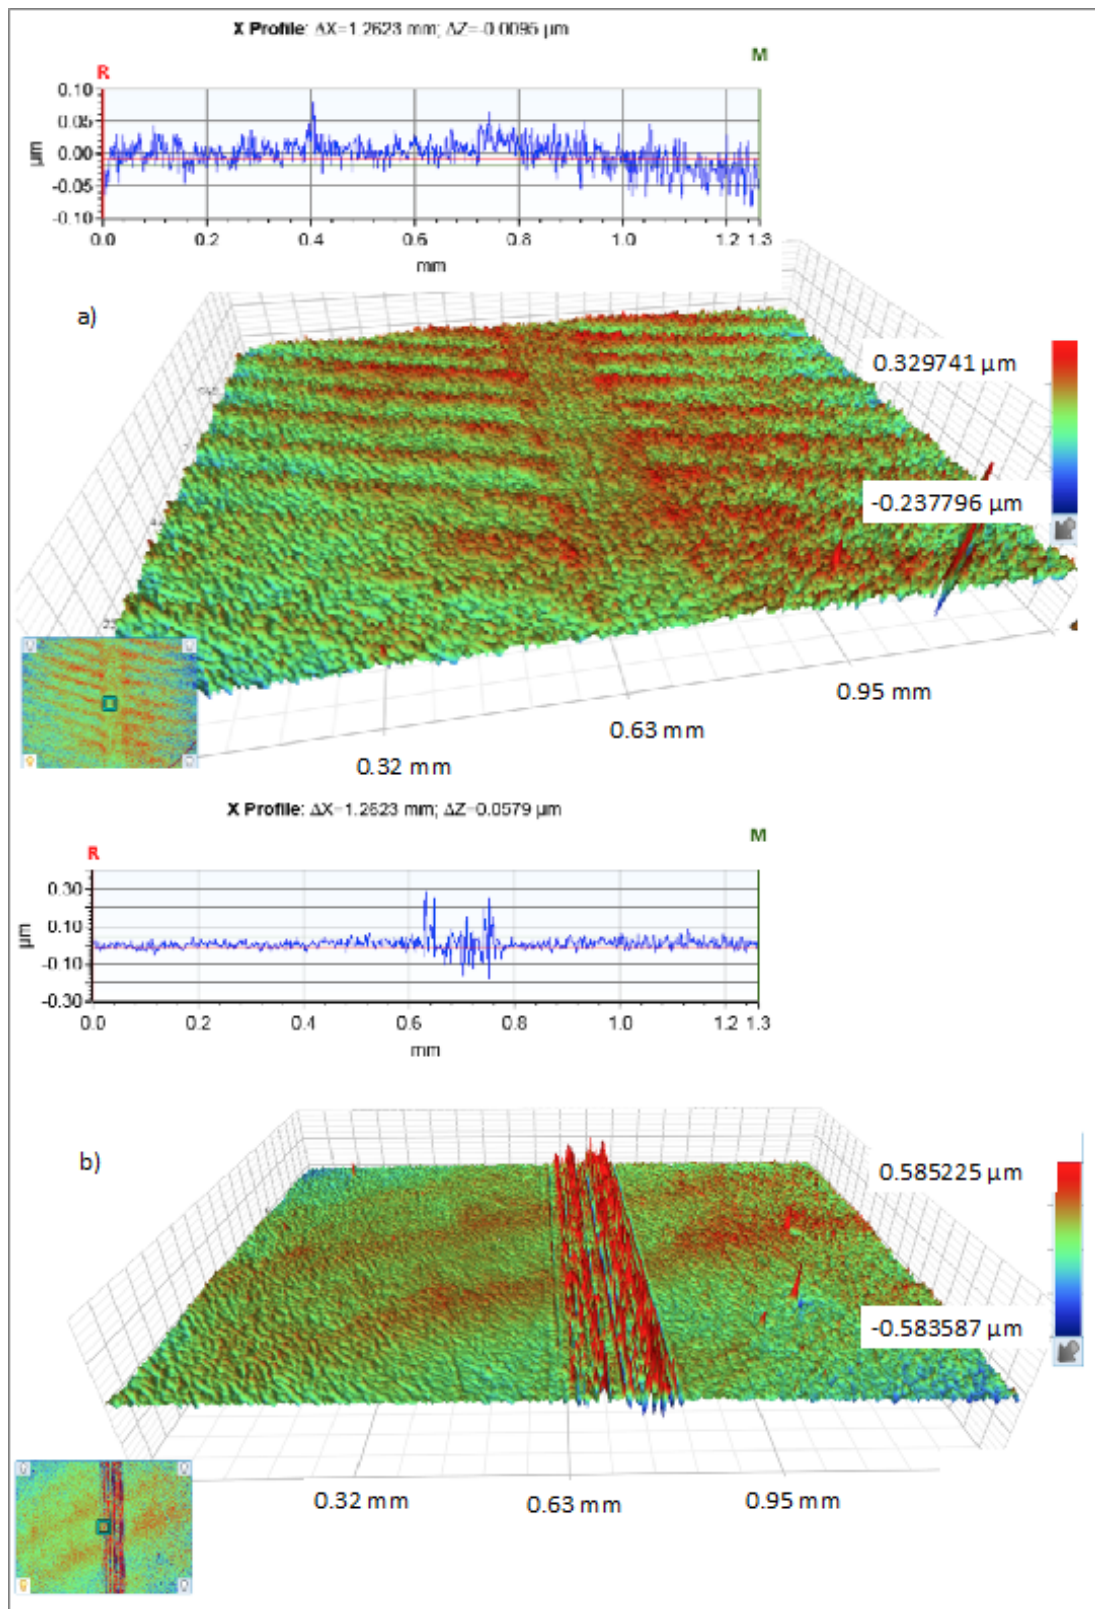 X Profile: ΔX=1.2623 mm; ΔZ=-0.0095 μm
R
M
0.10
0.05
0.00
-0.05
-0.10
μm
0.0 0.2 0.4 0.6 0.8 1.0 1.2 1.3
mm
a)
0.329741 μm
-0.237796 μm
0.95 mm
0.63 mm
0.32 mm
X Profile: ΔX=1.2623 mm; ΔZ=0.0579 μm
R
M
0.30
0.10
-0.10
-0.30
μm
0.0 0.2 0.4 0.6 0.8 1.0 1.2 1.3
mm
b)
0.585225 μm
-0.583587 μm
0.32 mm
0.63 mm
0.95 mm